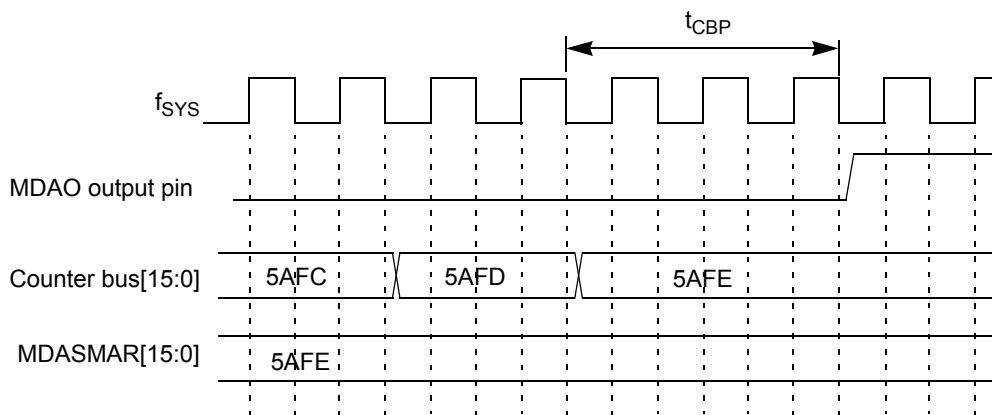 tCBP
fSYS
MDAO output pin
Counter bus[15:0] 5AFC 5AFD 5AFE
MDASMAR[15:0] 5AFE